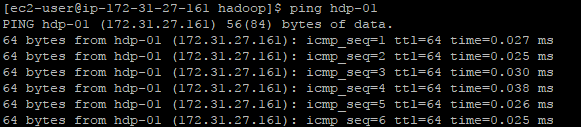 [ec2-user@ip-172-31-27-161 hadoop]$ ping hdp-01
PING hdp-01 (172.31.27.161) 56(84) bytes of data.
64 bytes from hdp-01 (172.31.27.161): icmp_seq=1 ttl=64 time=0.027 ms
64 bytes from hdp-01 (172.31.27.161): icmp_seq=2 ttl=64 time=0.025 ms
64 bytes from hdp-01 (172.31.27.161): icmp_seq=3 ttl=64 time=0.030 ms
64 bytes from hdp-01 (172.31.27.161): icmp_seq=4 ttl=64 time=0.038 ms
64 bytes from hdp-01 (172.31.27.161): icmp_seq=5 ttl=64 time=0.026 ms
64 bytes from hdp-01 (172.31.27.161): icmp_seq=6 ttl=64 time=0.025 ms